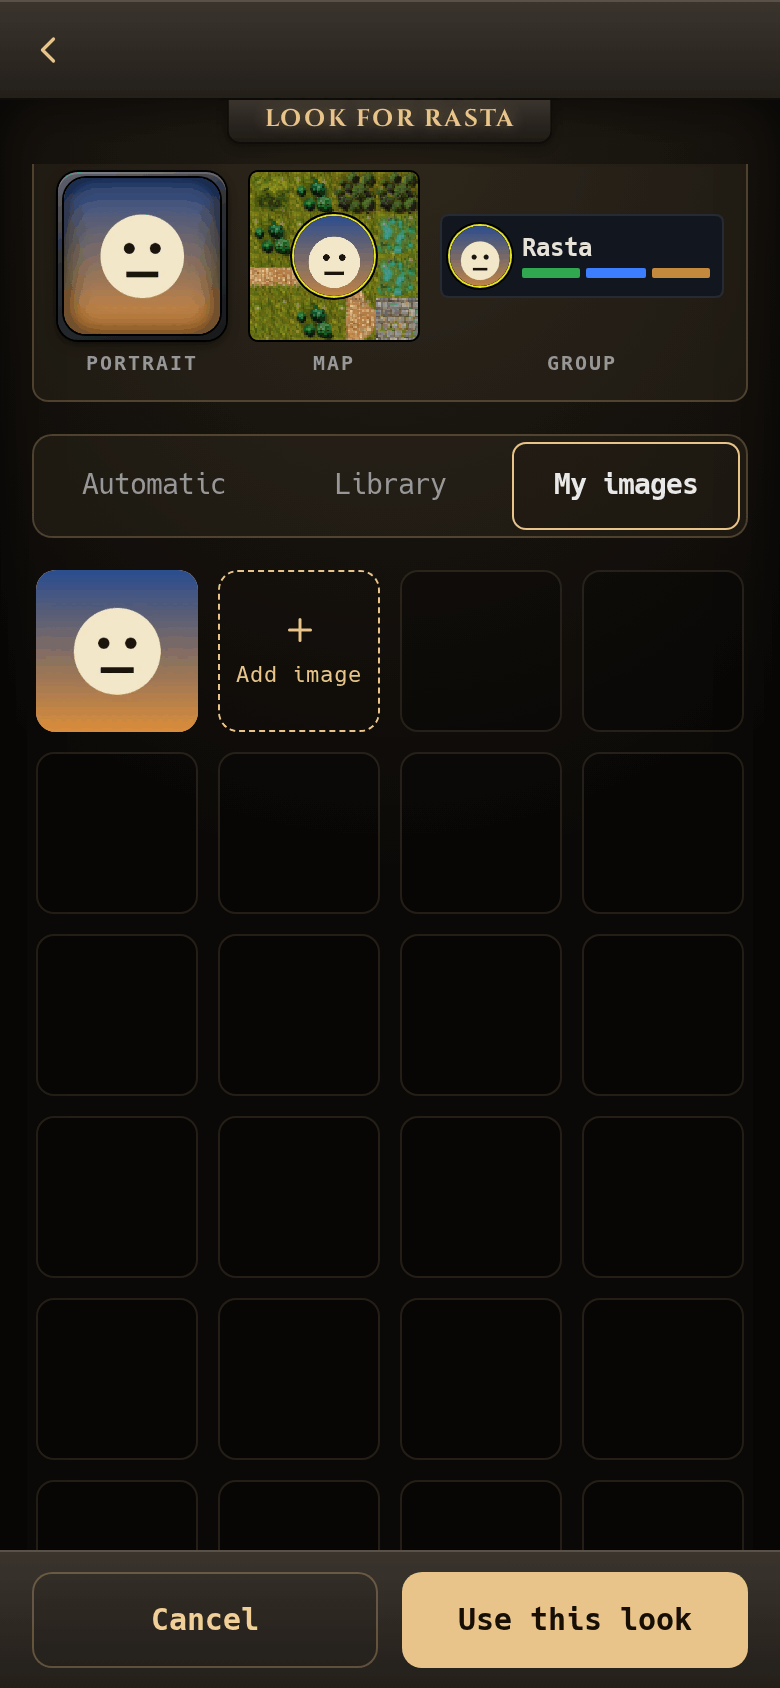 LOOK FOR RASTA
Rasta
PORTRAIT
MAP
GROUP
Automatic
Library
My images
+
Add image
Cancel
Use this look